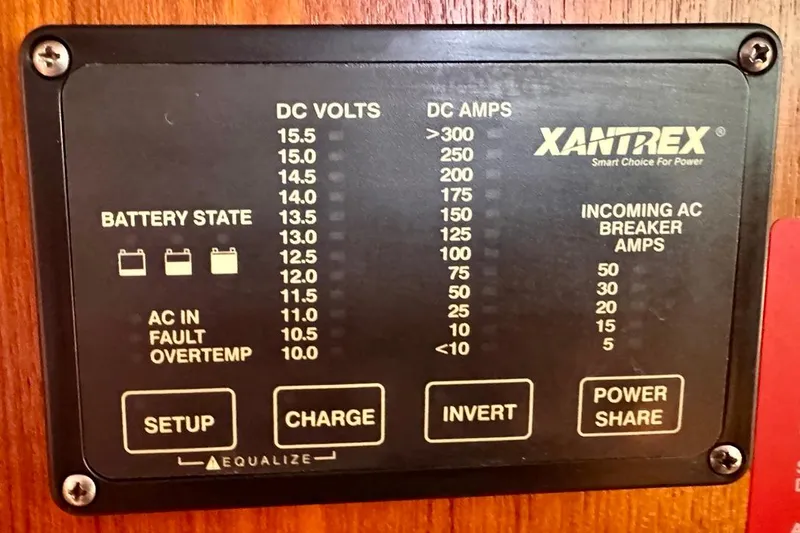 XANTREX®
Smart Choice For Power
BATTERY STATE
AC IN
FAULT
OVERTEMP
DC VOLTS
15.5
15.0
14.5
14.0
13.5
13.0
12.5
12.0
11.5
11.0
10.5
10.0
DC AMPS
>300
250
200
175
150
125
100
75
50
25
10
<10
INCOMING AC
BREAKER
AMPS
50
30
20
15
5
SETUP
CHARGE
INVERT
POWER
SHARE
EQUALIZE